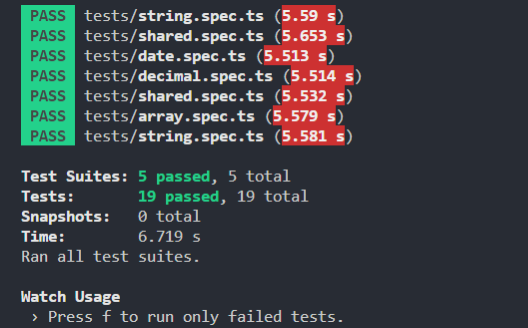 PASS tests/string.spec.ts (5.59 s)
PASS tests/shared.spec.ts (5.653 s)
PASS tests/date.spec.ts (5.513 s)
PASS tests/decimal.spec.ts (5.514 s)
PASS tests/shared.spec.ts (5.532 s)
PASS tests/array.spec.ts (5.579 s)
PASS tests/string.spec.ts (5.581 s)
Test Suites: 5 passed, 5 total
Tests: 19 passed, 19 total
Snapshots: 0 total
Time: 6.719 s
Ran all test suites.
Watch Usage
› Press f to run only failed tests.